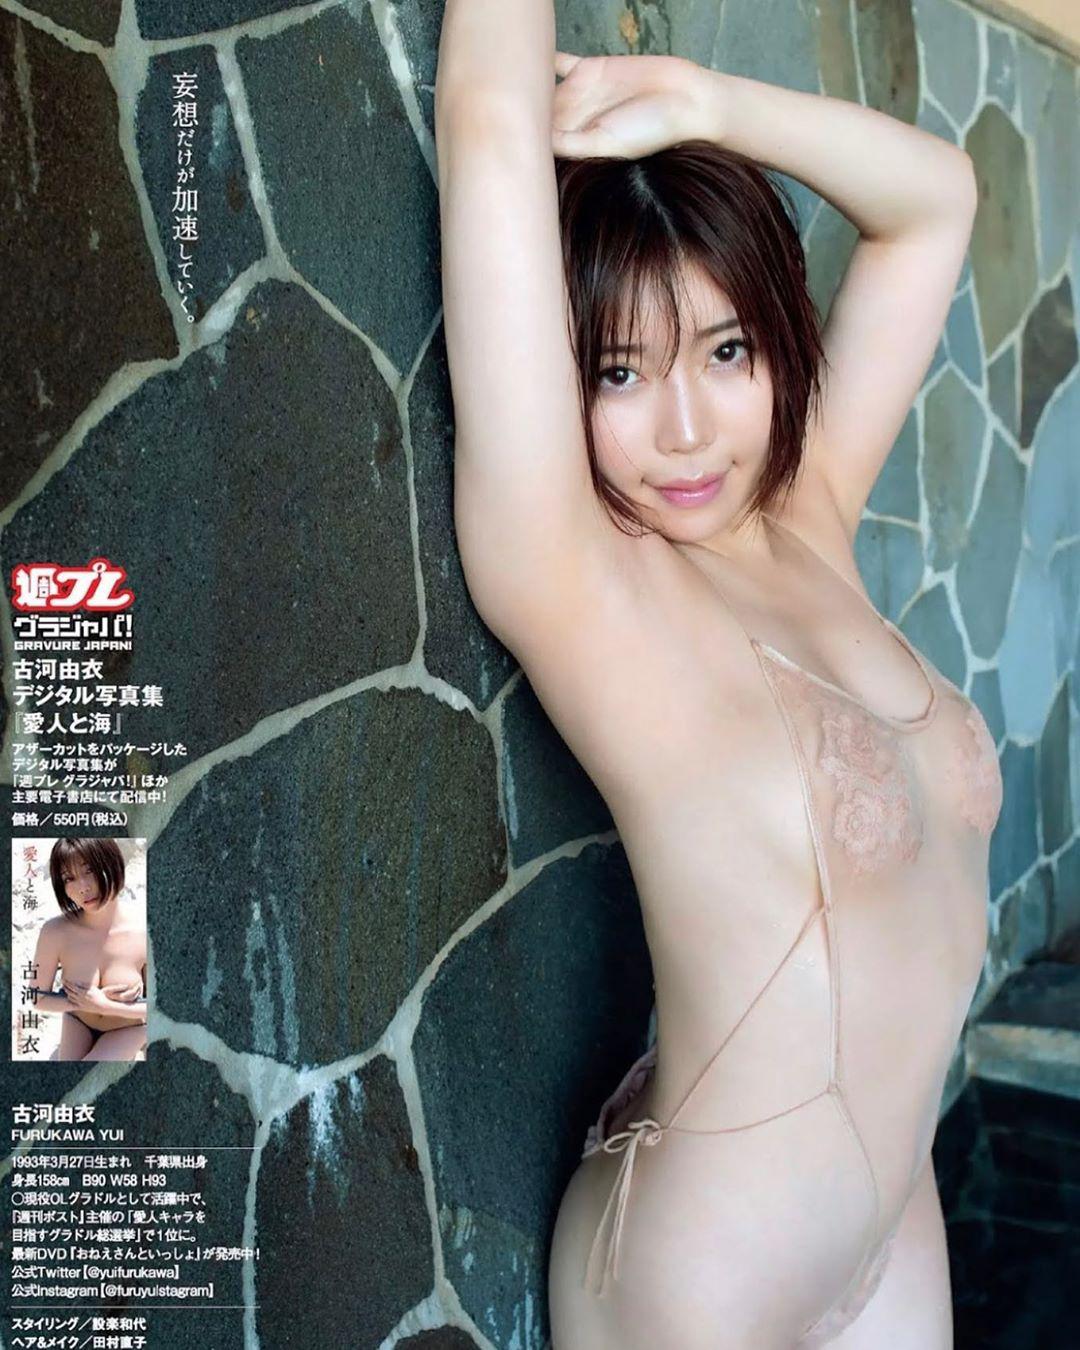 妄想だけが加速していく。
週プレ
グラジャパ!
GRAVURE JAPAN!
古河由衣
デジタル写真集
『愛人と海』
アザーカットをパッケージした
デジタル写真集が
『週プレ グラジャパ!』ほか
主要電子書店にて配信中!
価格／550円(税込)
愛人と海
古河由衣
古河由衣
FURUKAWA YUI
1993年3月27日生まれ　千葉県出身
身長158㎝　B90 W58 H93
○現役OLグラドルとして活躍中で、
『週刊ポスト』主催の「愛人キャラを
目指すグラドル総選挙」で1位に。
最新DVD『おねえさんといっしょ』が発売中!
公式Twitter【@yuifurukawa】
公式Instagram【@furuyuistagram】
スタイリング／設楽和代
ヘア&メイク／田村直子